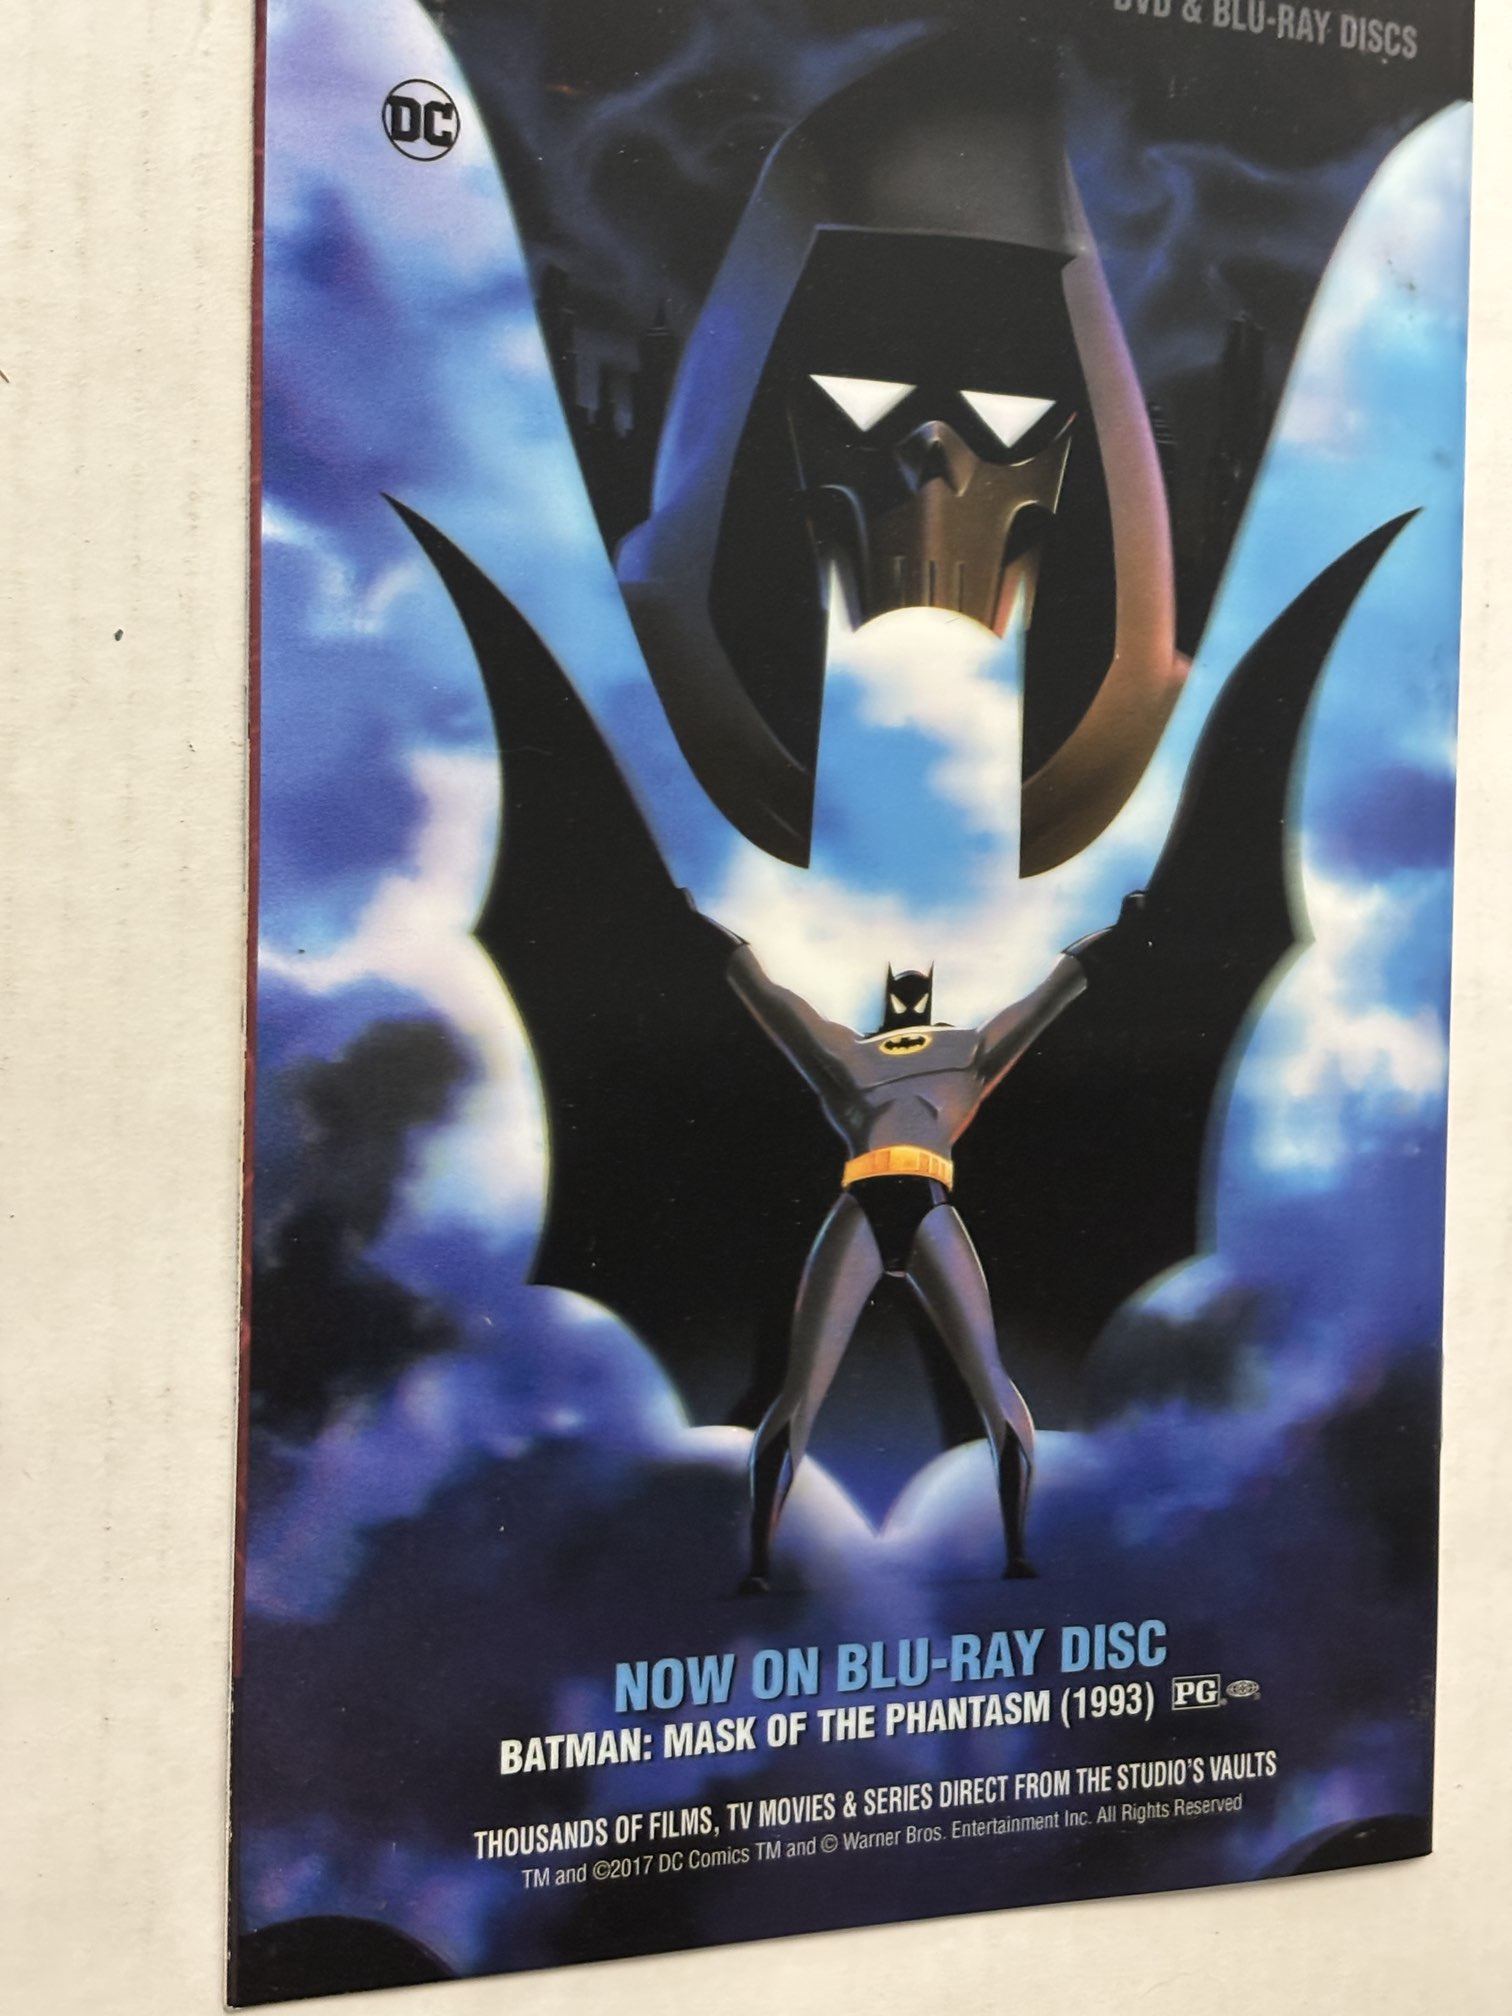 DVD & BLU-RAY DISCS
DC
NOW ON BLU-RAY DISC
BATMAN: MASK OF THE PHANTASM (1993) PG
THOUSANDS OF FILMS, TV MOVIES & SERIES DIRECT FROM THE STUDIO'S VAULTS
TM and ©2017 DC Comics TM and © Warner Bros. Entertainment Inc. All Rights Reserved